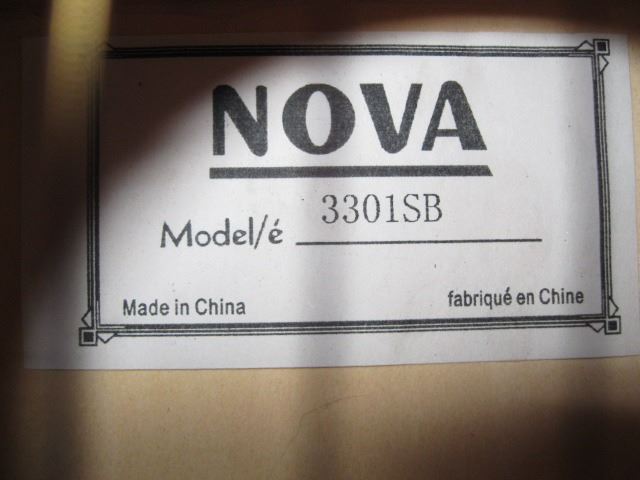 NOVA
Model/é 3301SB
Made in China fabriqué en Chine